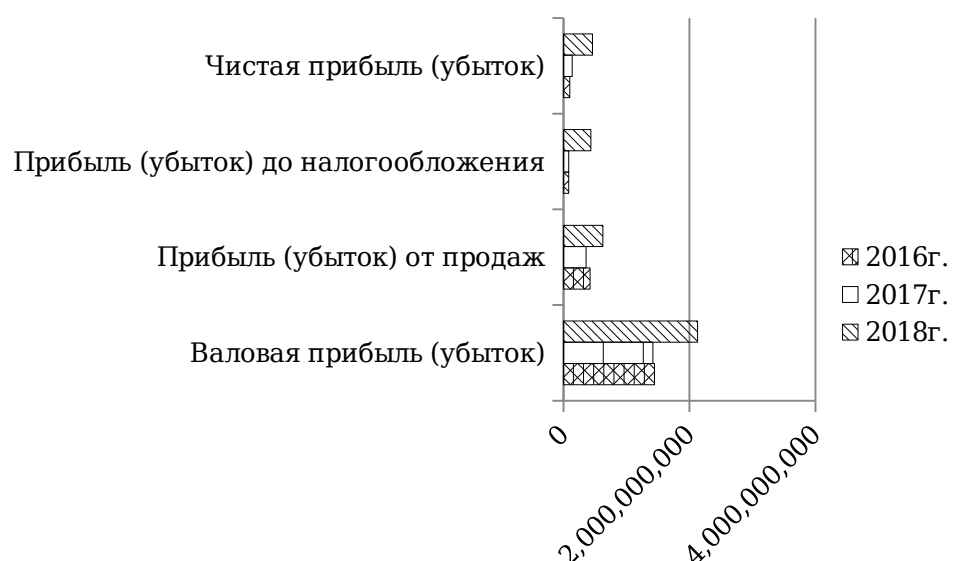 Чистая прибыль (убыток)
Прибыль (убыток) до налогообложения
Прибыль (убыток) от продаж
Валовая прибыль (убыток)
0
2,000,000,000
4,000,000,000
2016г.
2017г.
2018г.